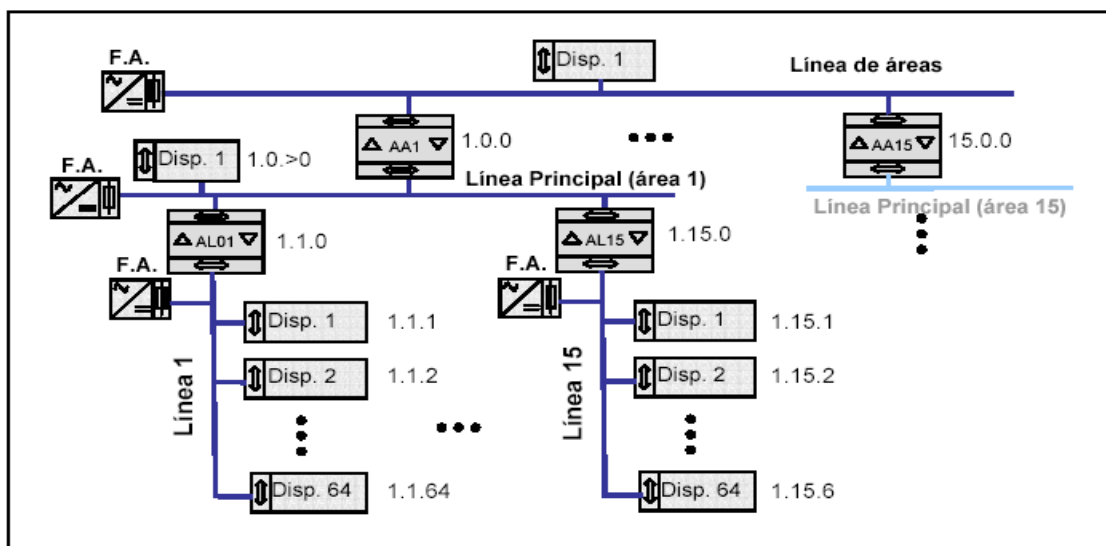 F.A.
Disp. 1
Línea de áreas
AA1
1.0.0
AA15
15.0.0
Disp. 1
1.0.>0
F.A.
Línea Principal (área 1)
Línea Principal (área 15)
AL01
1.1.0
AL15
1.15.0
F.A.
F.A.
Disp. 1
1.1.1
Disp. 1
1.15.1
Línea 1
Disp. 2
1.1.2
Línea 15
Disp. 2
1.15.2
Disp. 64
1.1.64
Disp. 64
1.15.6